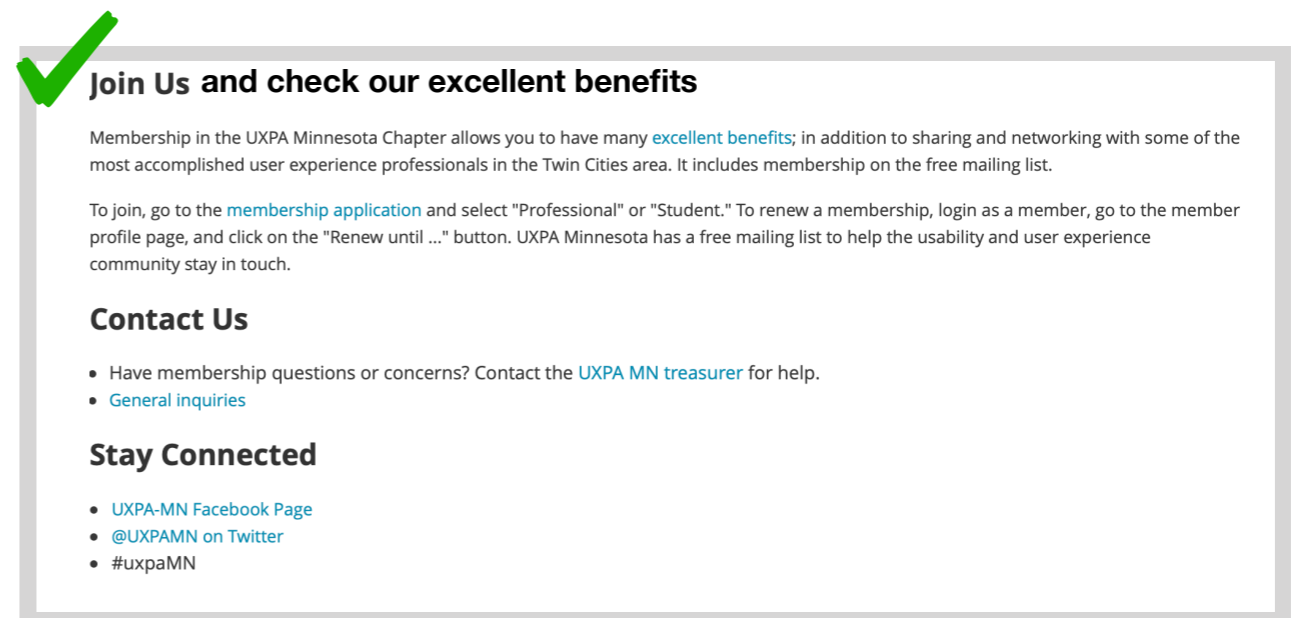 Join Us and check our excellent benefits
Membership in the UXPA Minnesota Chapter allows you to have many excellent benefits; in addition to sharing and networking with some of the
most accomplished user experience professionals in the Twin Cities area. It includes membership on the free mailing list.
To join, go to the membership application and select "Professional" or "Student." To renew a membership, login as a member, go to the member
profile page, and click on the "Renew until ..." button. UXPA Minnesota has a free mailing list to help the usability and user experience
community stay in touch.
Contact Us
• Have membership questions or concerns? Contact the UXPA MN treasurer for help.
• General inquiries
Stay Connected
• UXPA-MN Facebook Page
• @UXPAMN on Twitter
• #uxpaMN